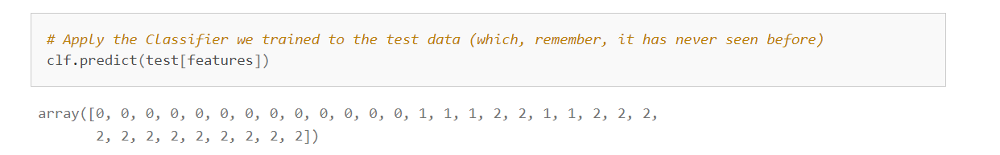 # Apply the Classifier we trained to the test data (which, remember, it has never seen before)
clf.predict(test[features])
array([0, 0, 0, 0, 0, 0, 0, 0, 0, 0, 0, 0, 0, 1, 1, 1, 2, 2, 1, 1, 2, 2, 2,
2, 2, 2, 2, 2, 2, 2, 2, 2])